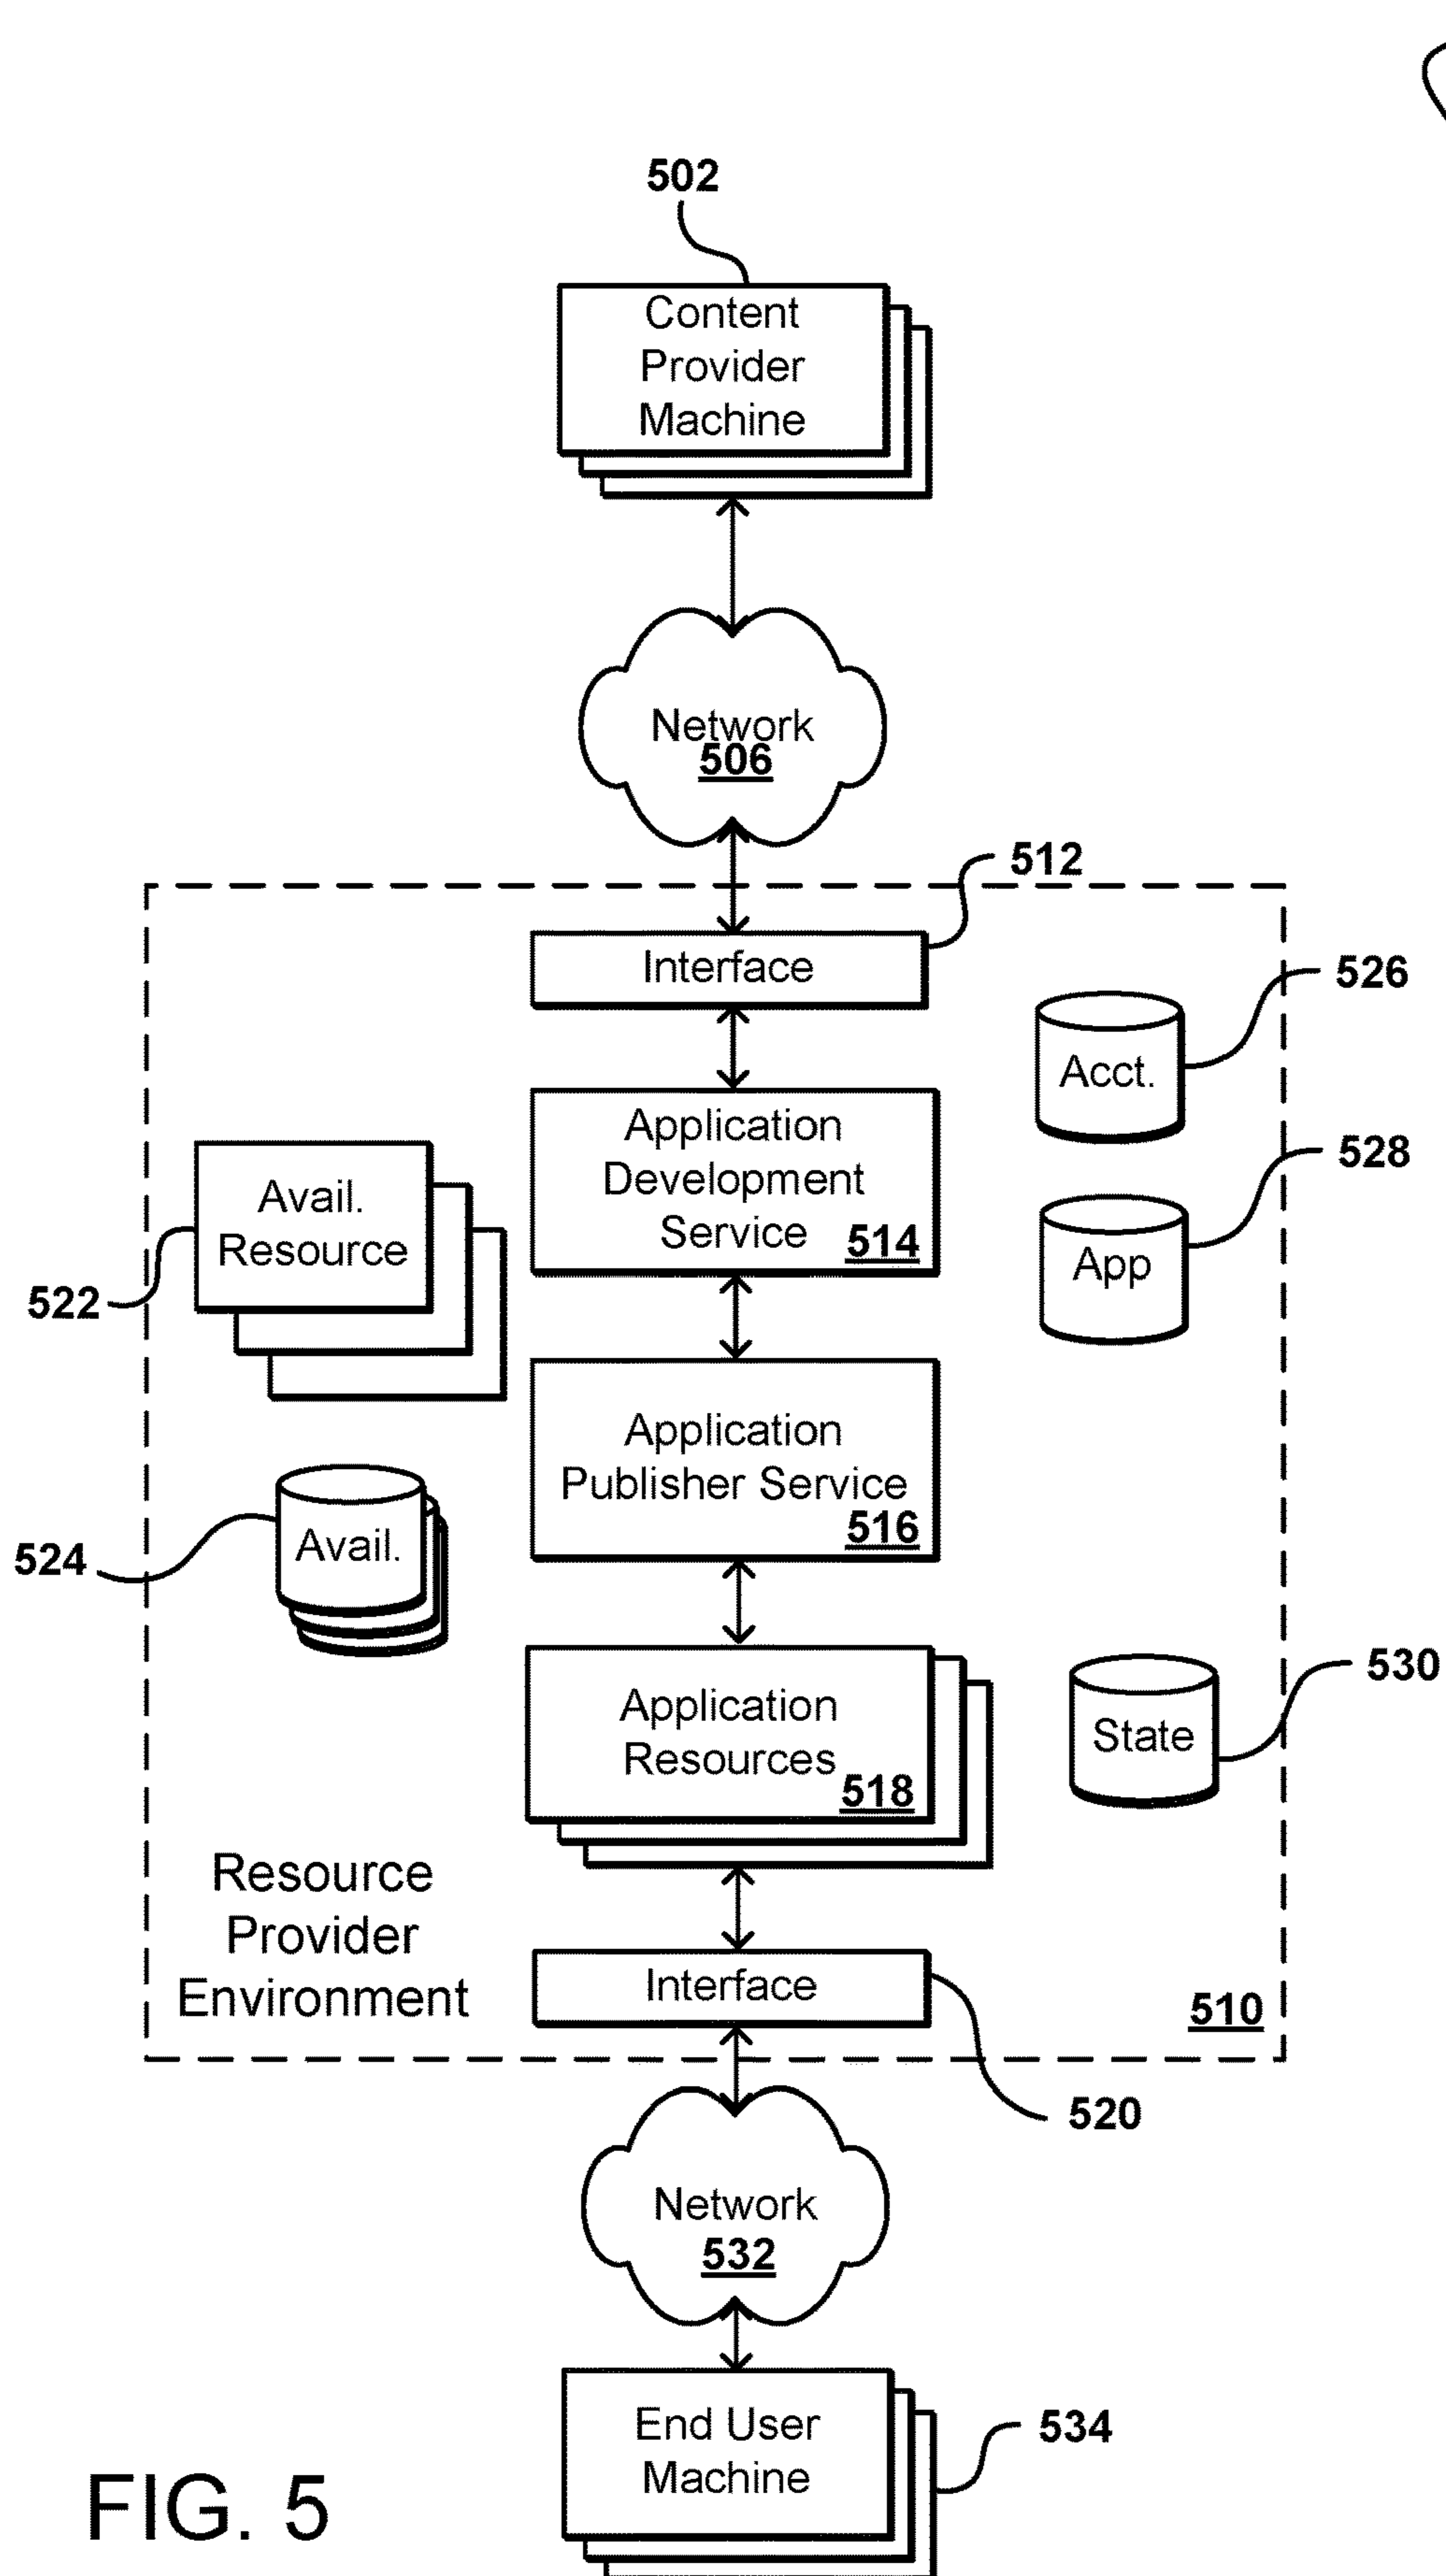 502
Content
Provider
Machine
Network
506
512
Interface
526
Acct.
Application
Development
Service
514
528
App
Avail.
Resource
522
Application
Publisher Service
516
Avail.
524
Application
Resources
518
530
State
Resource
Provider
Environment
Interface
510
520
Network
532
End User
Machine
534
FIG. 5